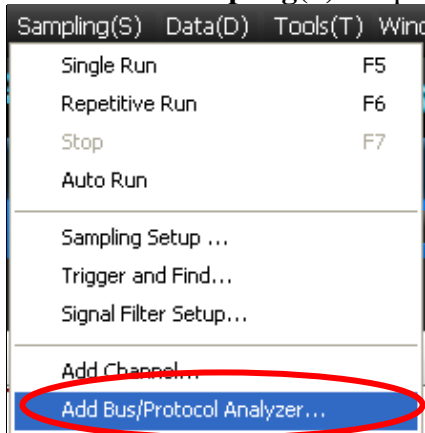 Sampling(S) Data(D) Tools(T) Wind
Single Run F5
Repetitive Run F6
Stop F7
Auto Run
Sampling Setup ...
Trigger and Find...
Signal Filter Setup...
Add Channel...
Add Bus/Protocol Analyzer...